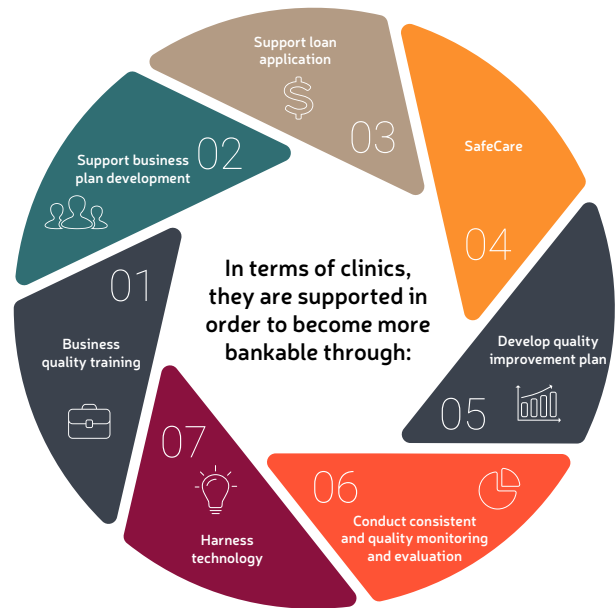 In terms of clinics,
they are supported in
order to become more
bankable through:
01
Business
quality training
02
Support business
plan development
Support loan
application
$
03
SafeCare
04
Develop quality
improvement plan
05
06
Conduct consistent
and quality monitoring
and evaluation
07
Harness
technology